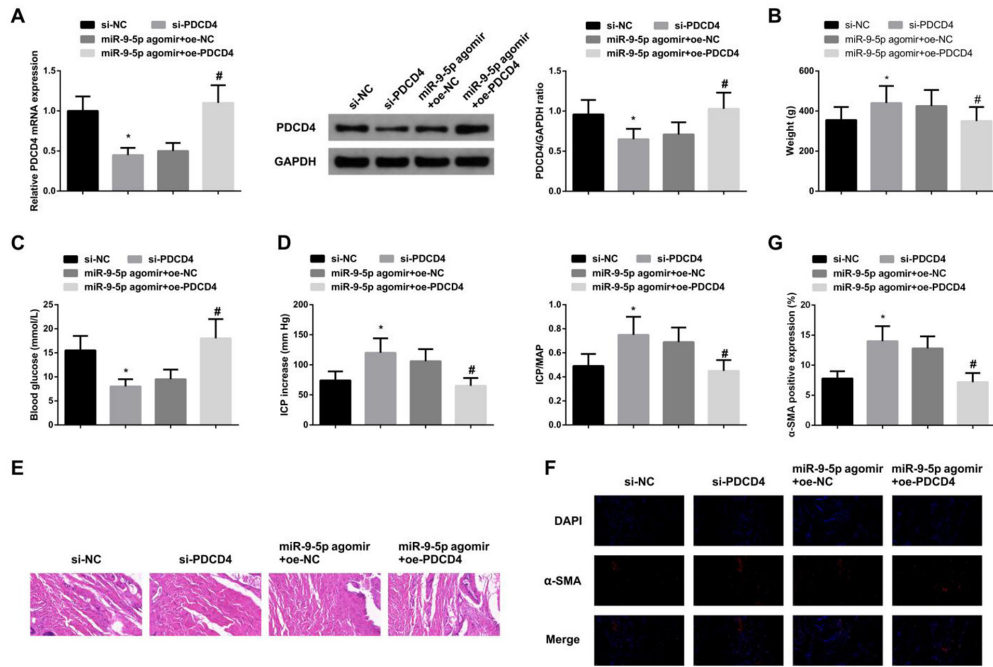 A
si-NC
si-PDCD4
miR-9-5p agomir+oe-NC
miR-9-5p agomir+oe-PDCD4
Relative PDCD4 mRNA expression
1.5
1.0
0.5
0.0
*
#
si-NC
si-PDCD4
miR-9-5p agomir
+oe-NC
miR-9-5p agomir
+oe-PDCD4
PDCD4
GAPDH
si-NC
si-PDCD4
miR-9-5p agomir+oe-NC
miR-9-5p agomir+oe-PDCD4
PDCD4/GAPDH ratio
1.5
1.0
0.5
0.0
*
#
B
si-NC
si-PDCD4
miR-9-5p agomir+oe-NC
miR-9-5p agomir+oe-PDCD4
Weight (g)
800
600
400
200
0
*
#
C
si-NC
si-PDCD4
miR-9-5p agomir+oe-NC
miR-9-5p agomir+oe-PDCD4
Blood glucose (mmol/L)
25
20
15
10
5
0
*
#
D
si-NC
si-PDCD4
miR-9-5p agomir+oe-NC
miR-9-5p agomir+oe-PDCD4
ICP increase (mm Hg)
250
200
150
100
50
0
*
#
si-NC
si-PDCD4
miR-9-5p agomir+oe-NC
miR-9-5p agomir+oe-PDCD4
ICP/MAP
1.0
0.8
0.6
0.4
0.2
0.0
*
#
G
si-NC
si-PDCD4
miR-9-5p agomir+oe-NC
miR-9-5p agomir+oe-PDCD4
α-SMA positive expression (%)
20
15
10
5
0
*
#
E
si-NC
si-PDCD4
miR-9-5p agomir
+oe-NC
miR-9-5p agomir
+oe-PDCD4
F
si-NC
si-PDCD4
miR-9-5p agomir
+oe-NC
miR-9-5p agomir
+oe-PDCD4
DAPI
α-SMA
Merge